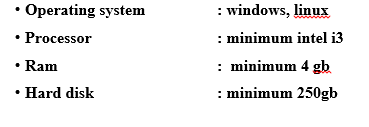 • Operating system : windows, linux
• Processor : minimum intel i3
• Ram : minimum 4 gb
• Hard disk : minimum 250gb